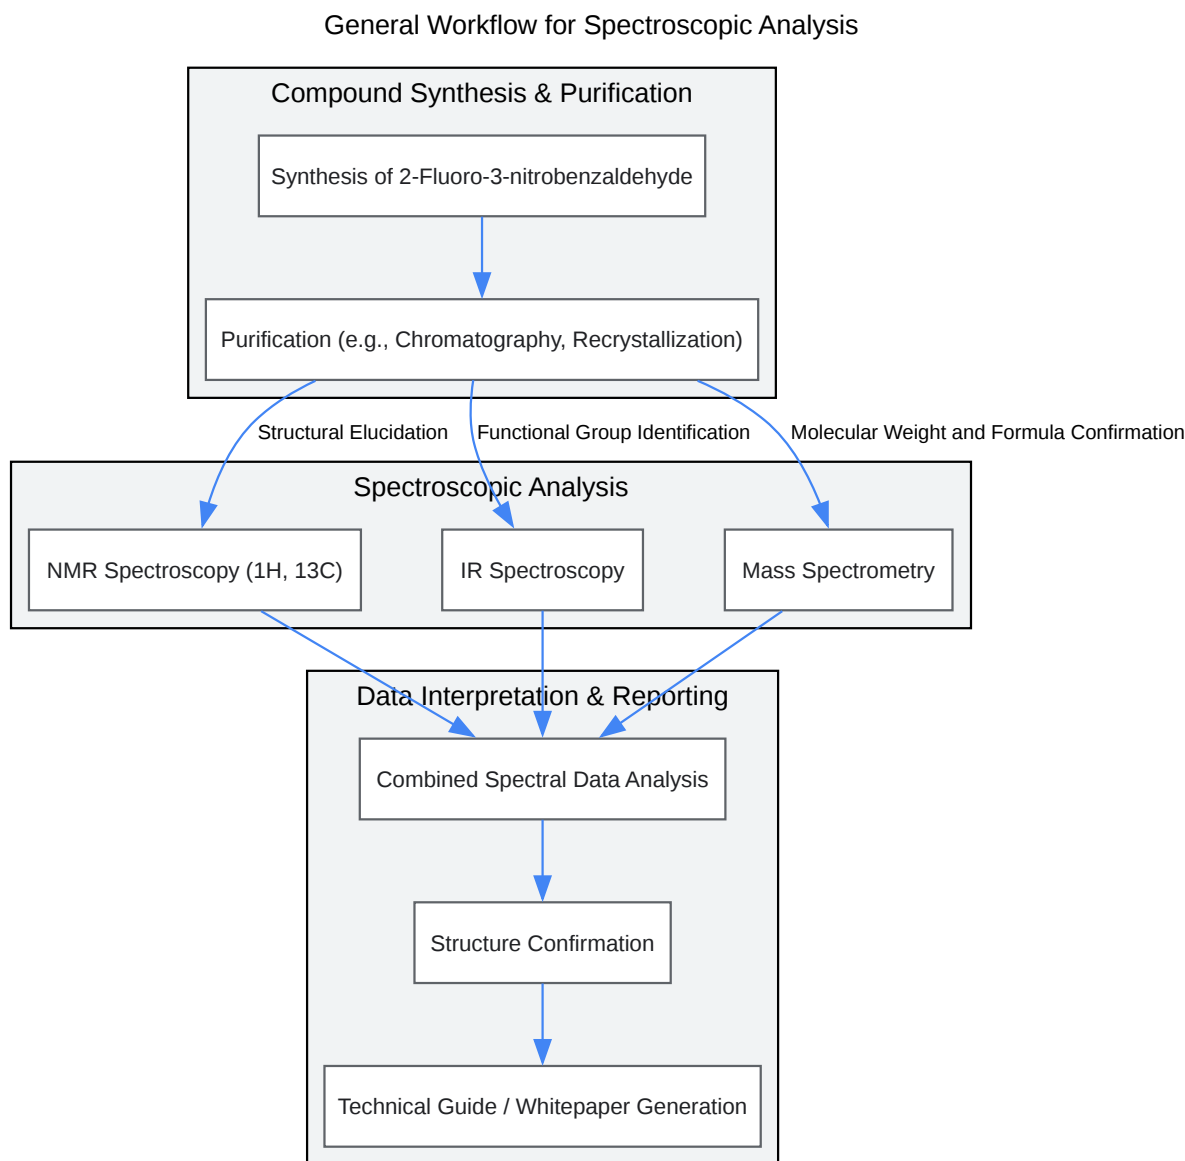 General Workflow for Spectroscopic Analysis
Compound Synthesis & Purification
Synthesis of 2-Fluoro-3-nitrobenzaldehyde
Purification (e.g., Chromatography, Recrystallization)
Structural Elucidation
Functional Group Identification
Molecular Weight and Formula Confirmation
Spectroscopic Analysis
NMR Spectroscopy (1H, 13C)
IR Spectroscopy
Mass Spectrometry
Data Interpretation & Reporting
Combined Spectral Data Analysis
Structure Confirmation
Technical Guide / Whitepaper Generation